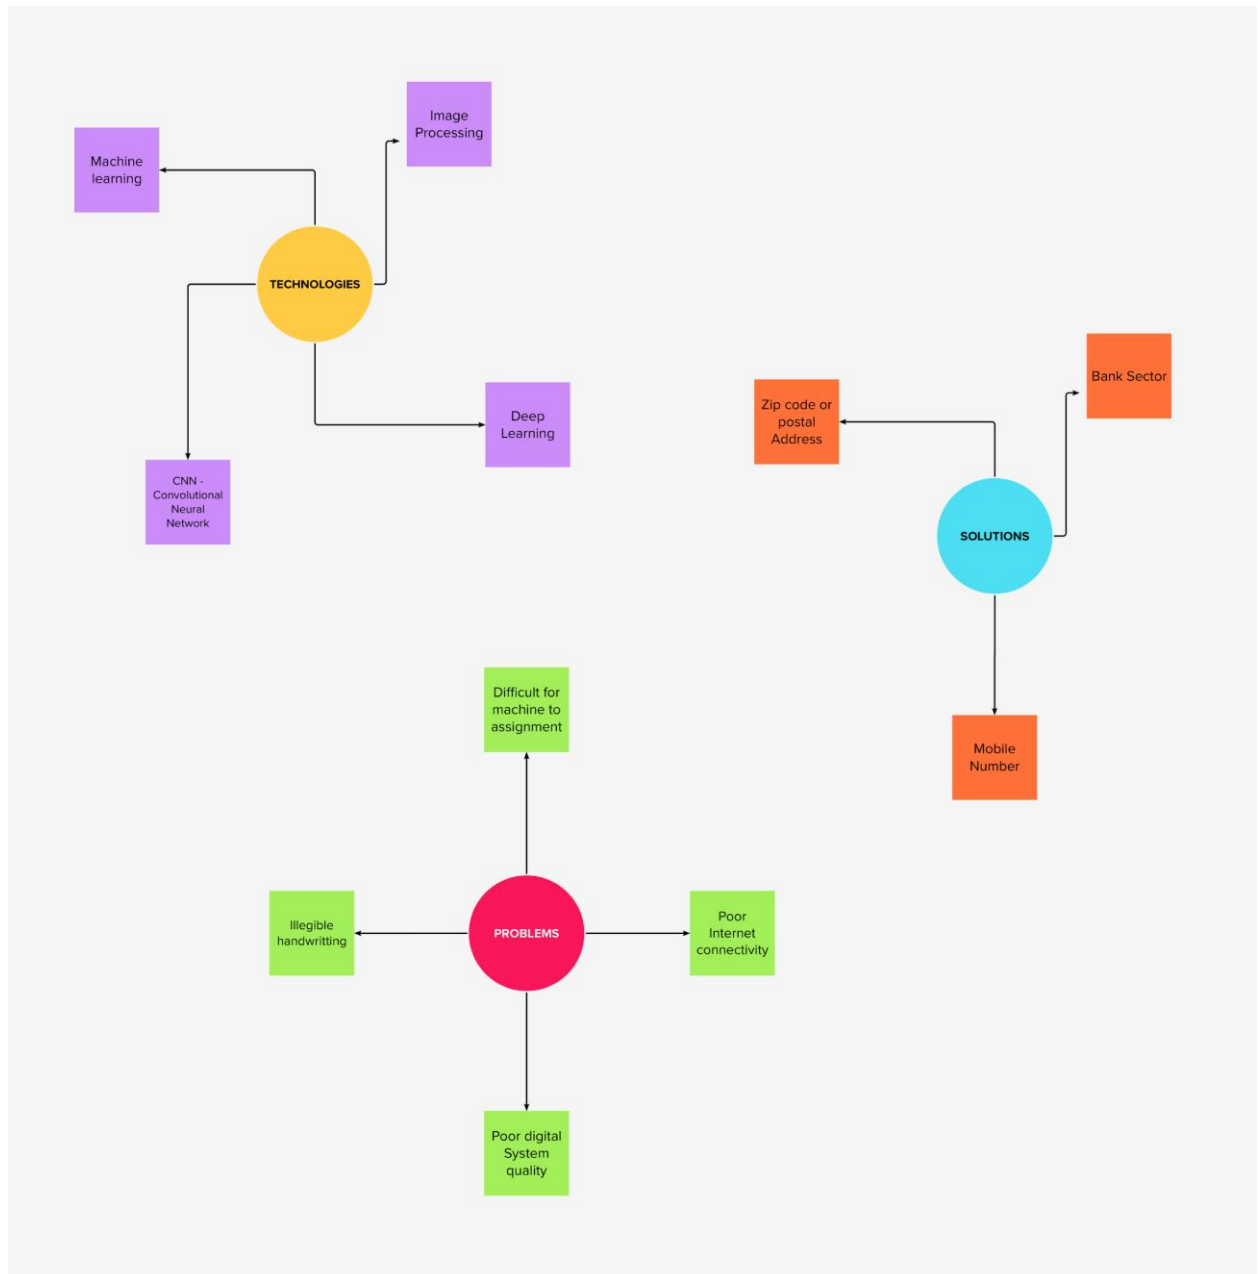 Image
Processing
Machine
learning
TECHNOLOGIES
Deep
Learning
CNN -
Convolutional
Neural
Network
Bank Sector
Zip code or
postal
Address
SOLUTIONS
Mobile
Number
Difficult for
machine to
assignment
Illegible
handwritting
PROBLEMS
Poor
Internet
connectivity
Poor digital
System
quality